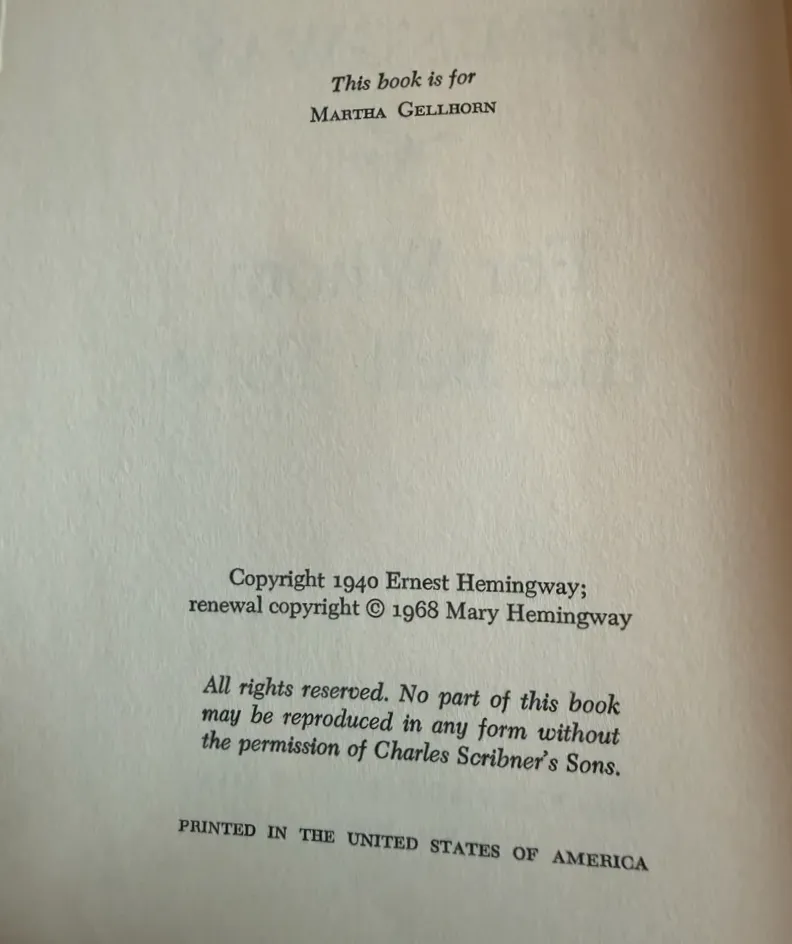 This book is for
MARTHA GELLHORN
Copyright 1940 Ernest Hemingway;
renewal copyright © 1968 Mary Hemingway
All rights reserved. No part of this book
may be reproduced in any form without
the permission of Charles Scribner's Sons.
PRINTED IN THE UNITED STATES OF AMERICA